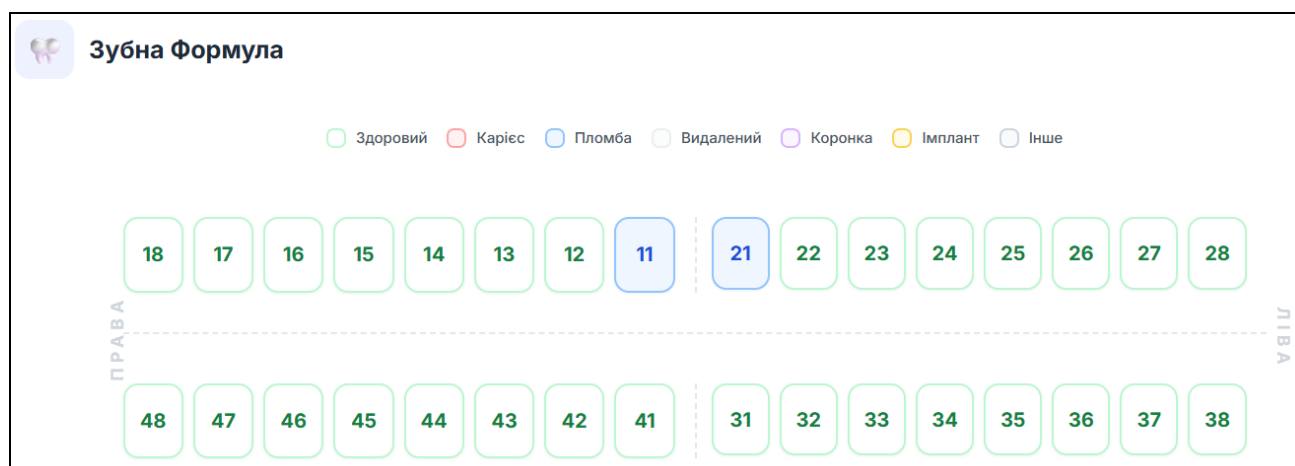 Зубна Формула
Здоровий Карієс Пломба Видалений Коронка Імплант Інше
18 17 16 15 14 13 12 11 21 22 23 24 25 26 27 28
ПРАВА
ЛІВА
48 47 46 45 44 43 42 41 31 32 33 34 35 36 37 38